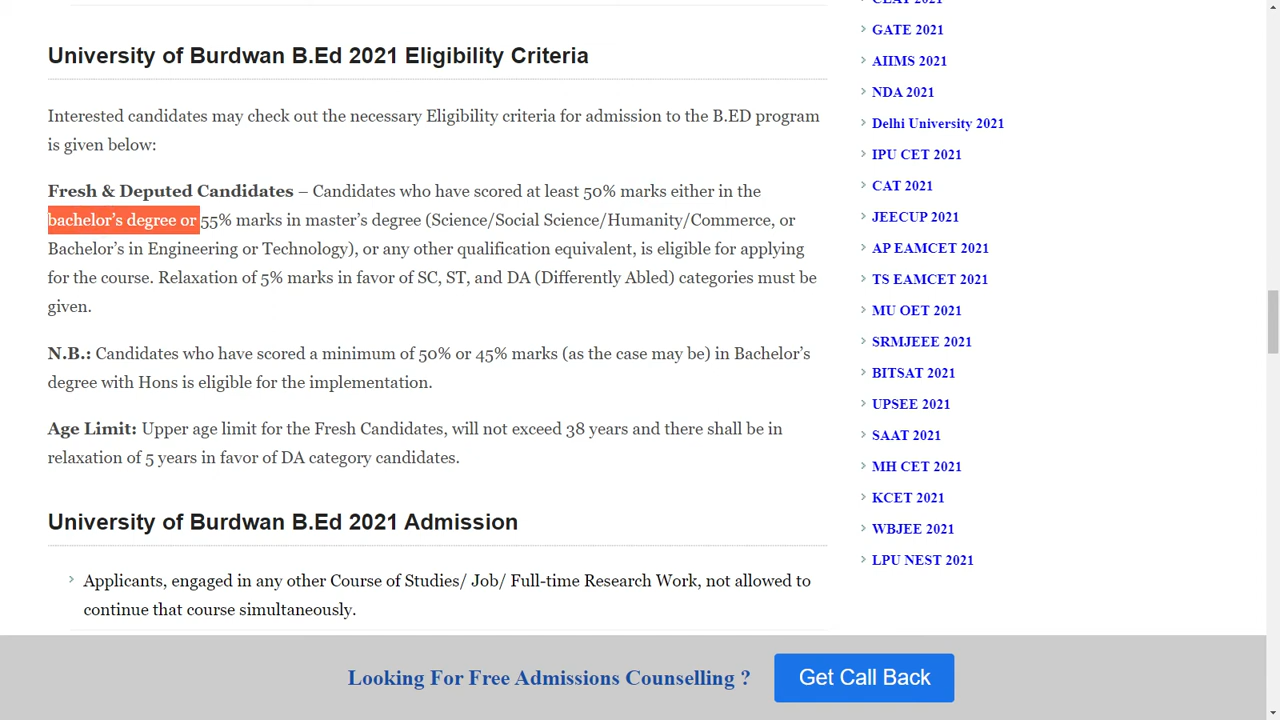 University of Burdwan B.Ed 2021 Eligibility Criteria
Interested candidates may check out the necessary Eligibility criteria for admission to the B.ED program
is given below:
Fresh & Deputed Candidates – Candidates who have scored at least 50% marks either in the
bachelor’s degree or 55% marks in master’s degree (Science/Social Science/Humanity/Commerce, or
Bachelor’s in Engineering or Technology), or any other qualification equivalent, is eligible for applying
for the course. Relaxation of 5% marks in favor of SC, ST, and DA (Differently Abled) categories must be
given.
N.B.: Candidates who have scored a minimum of 50% or 45% marks (as the case may be) in Bachelor’s
degree with Hons is eligible for the implementation.
Age Limit: Upper age limit for the Fresh Candidates, will not exceed 38 years and there shall be in
relaxation of 5 years in favor of DA category candidates.
University of Burdwan B.Ed 2021 Admission
Applicants, engaged in any other Course of Studies/ Job/ Full-time Research Work, not allowed to
continue that course simultaneously.
CLAT 2021
GATE 2021
AIIMS 2021
NDA 2021
Delhi University 2021
IPU CET 2021
CAT 2021
JEECUP 2021
AP EAMCET 2021
TS EAMCET 2021
MU OET 2021
SRMJEEE 2021
BITSAT 2021
UPSEE 2021
SAAT 2021
MH CET 2021
KCET 2021
WBJEE 2021
LPU NEST 2021
Looking For Free Admissions Counselling ?
Get Call Back